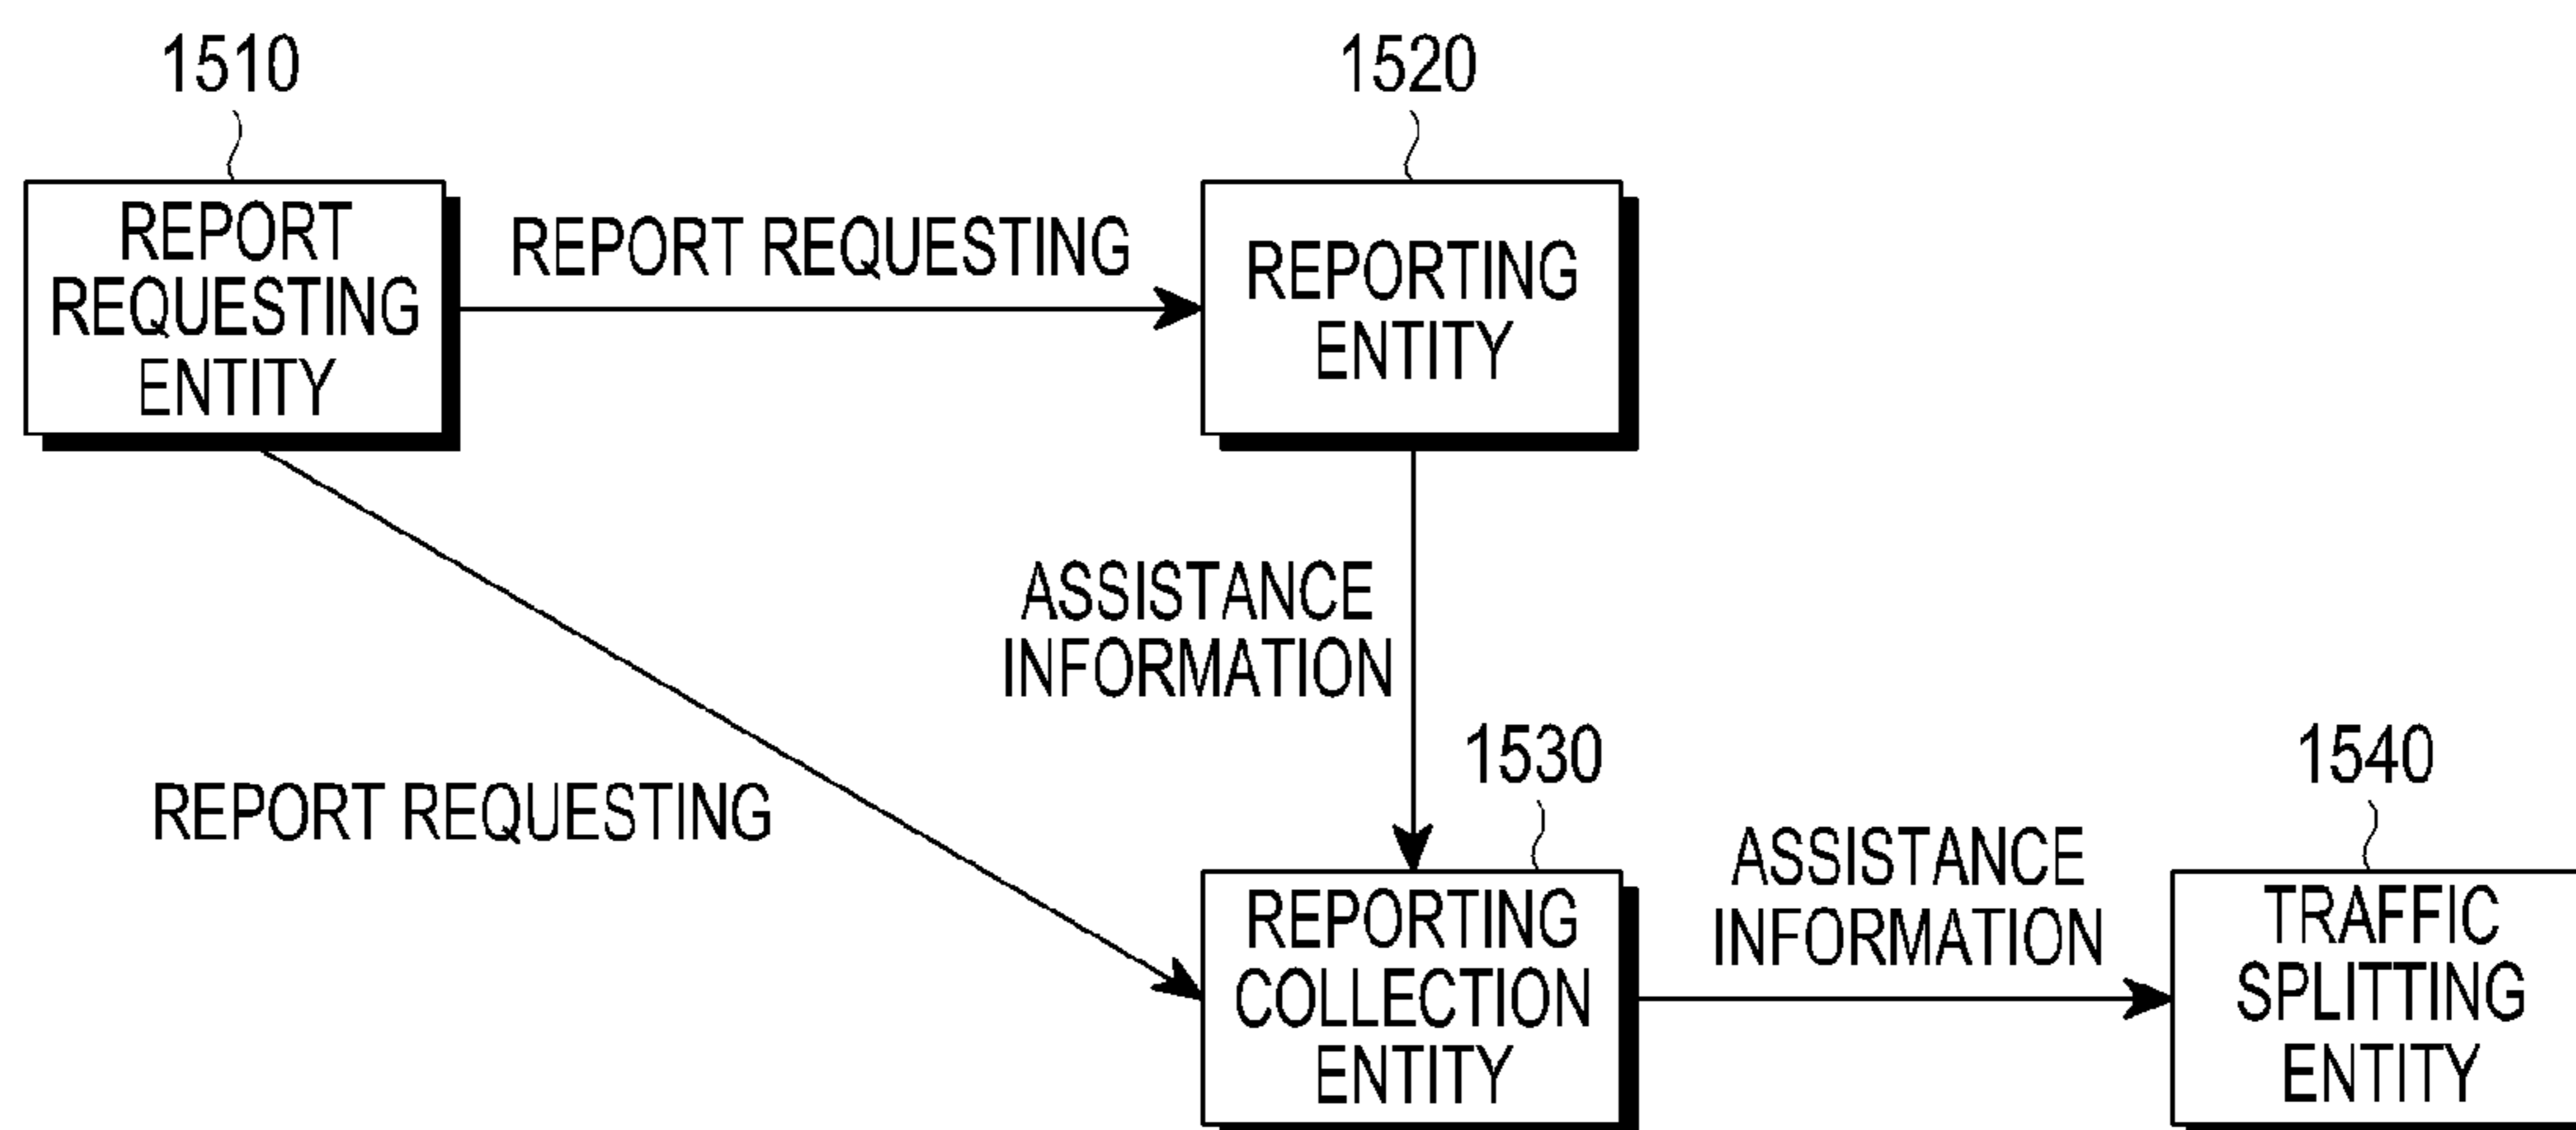 1510
1520
REPORT
REQUESTING
ENTITY
REPORT REQUESTING
REPORTING
ENTITY
ASSISTANCE
INFORMATION
REPORT REQUESTING
1530
1540
REPORTING
COLLECTION
ENTITY
ASSISTANCE
INFORMATION
TRAFFIC
SPLITTING
ENTITY